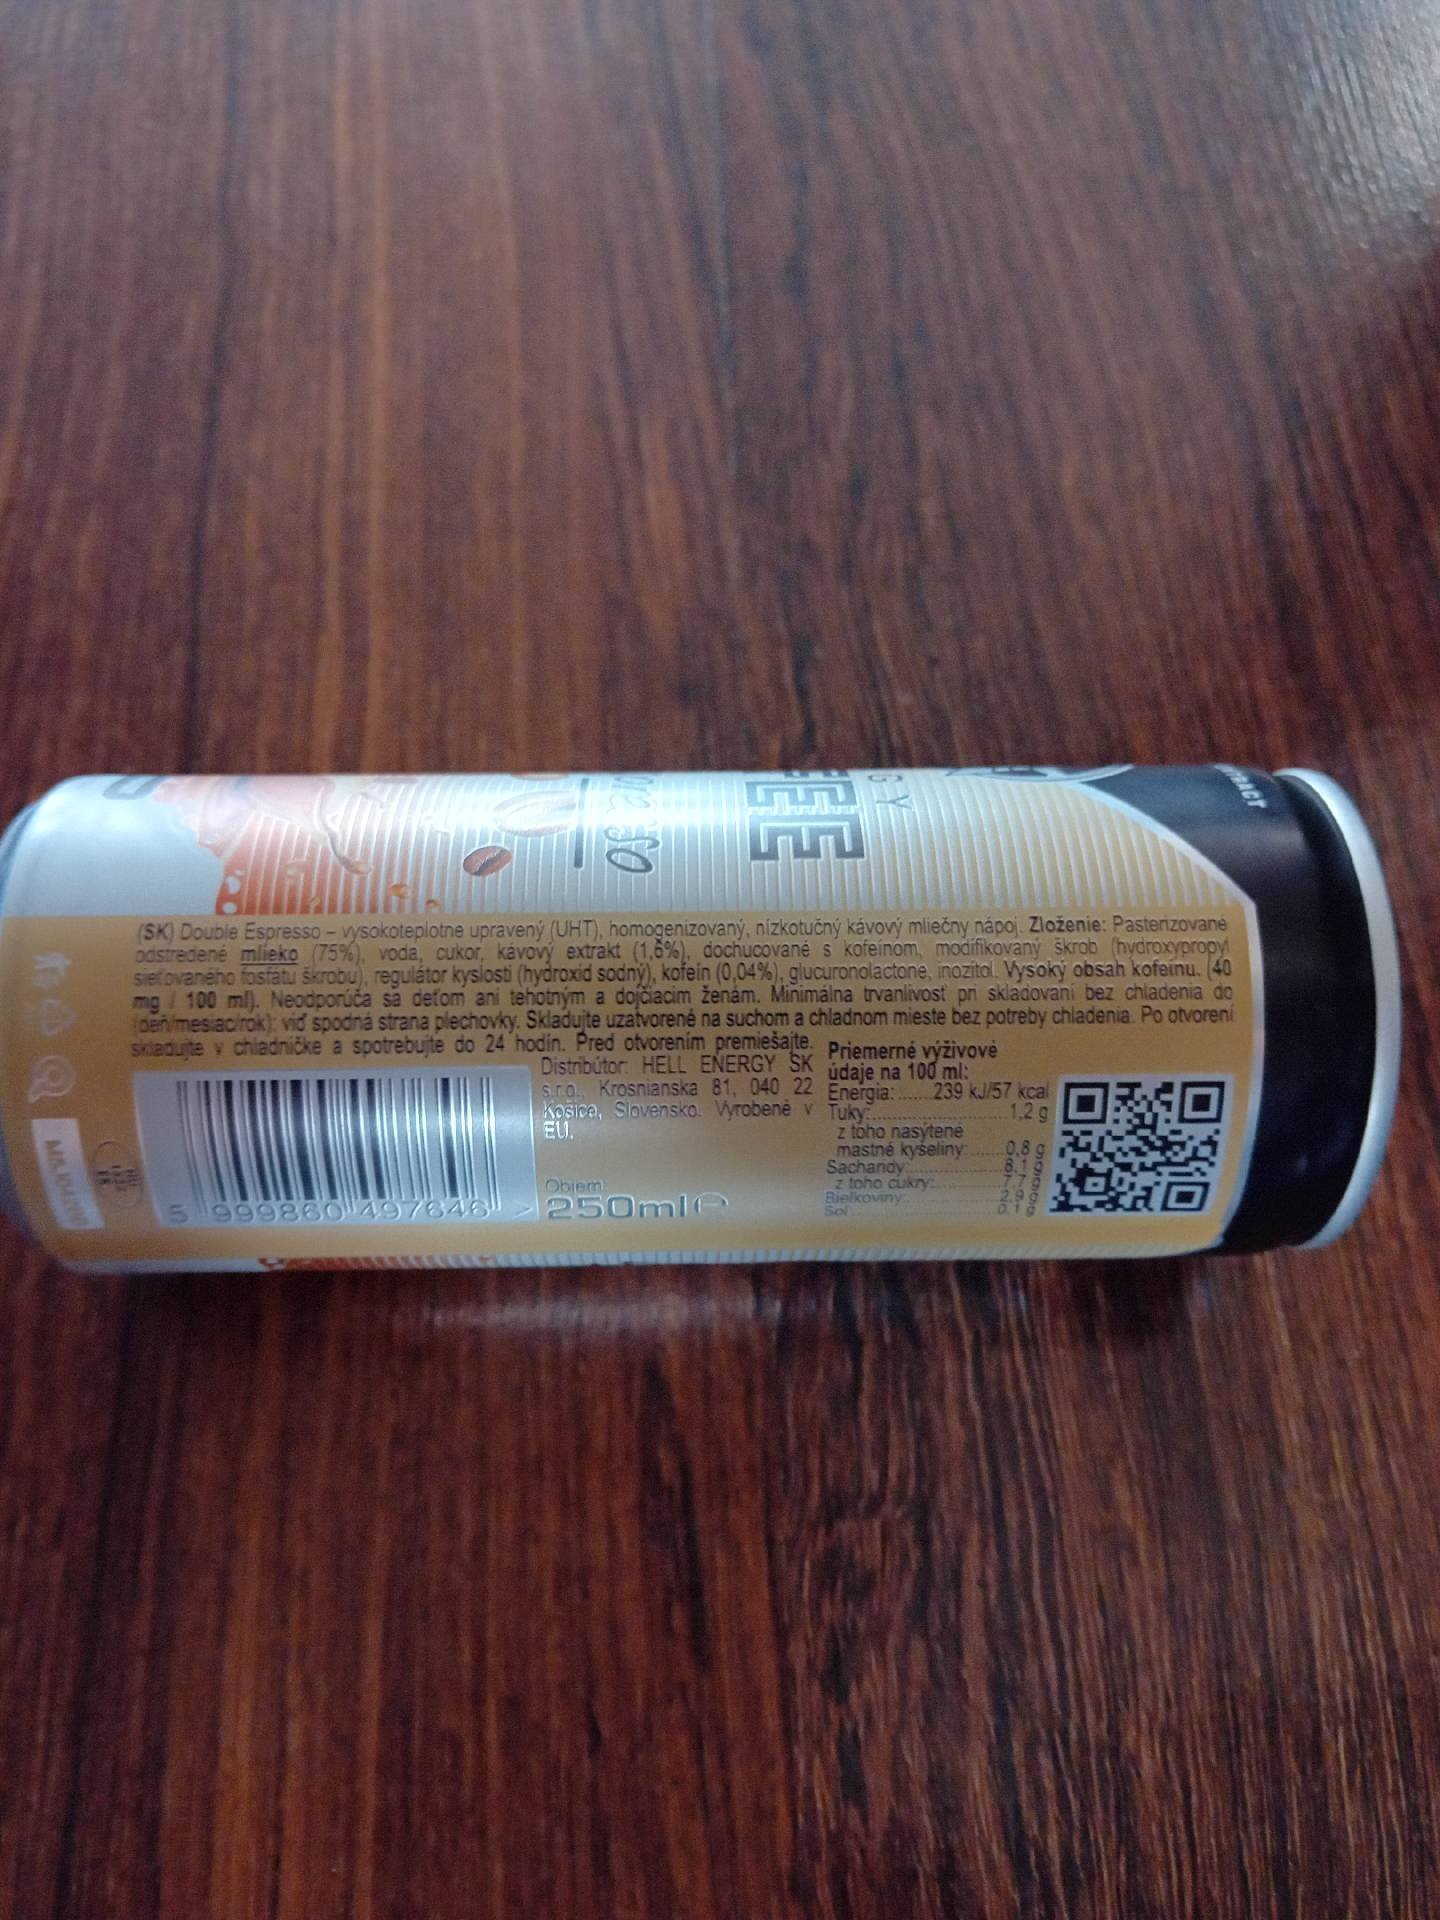 EE
GY
TRACT
(SK) Double Espresso – vysokoteplotne upravený (UHT), homogenizovaný, nízkotučný kávový mliečny nápoj. Zloženie: Pasterizované
odstredené mlieko (75%), voda, cukor, kávový extrakt (1,6%), dochucované s kofeínom, modifikovaný škrob (hydroxypropyl
sieťovaného fosfátu škrobu), regulátor kyslosti (hydroxid sodný), kofeín (0,04%), glucuronolactone, inozitol. Vysoký obsah kofeínu. (40
mg / 100 ml). Neodporúča sa deťom ani tehotným a dojčiacim ženám. Minimálna trvanlivosť pri skladovaní bez chladenia do
(deň/mesiac/rok): viď spodná strana plechovky. Skladujte uzatvorené na suchom a chladnom mieste bez potreby chladenia. Po otvorení
skladujte v chladničke a spotrebujte do 24 hodín. Pred otvorením premiešajte.
Distribútor: HELL ENERGY SK
s.r.o., Krosnianska 81, 040 22
Košice, Slovensko. Vyrobené v
EÚ.
Objem:
250ml e
5 999860 497646 >
Priemerné výživové
údaje na 100 ml:
Energia: ......239 kJ/57 kcal
Tuky:..........1,2 g
z toho nasýtené
mastné kyseliny: ......0,8 g
Sacharidy:..........8,1 g
z toho cukry:..........7,7 g
Bielkoviny:..........2,9 g
Soľ:..........0,1 g